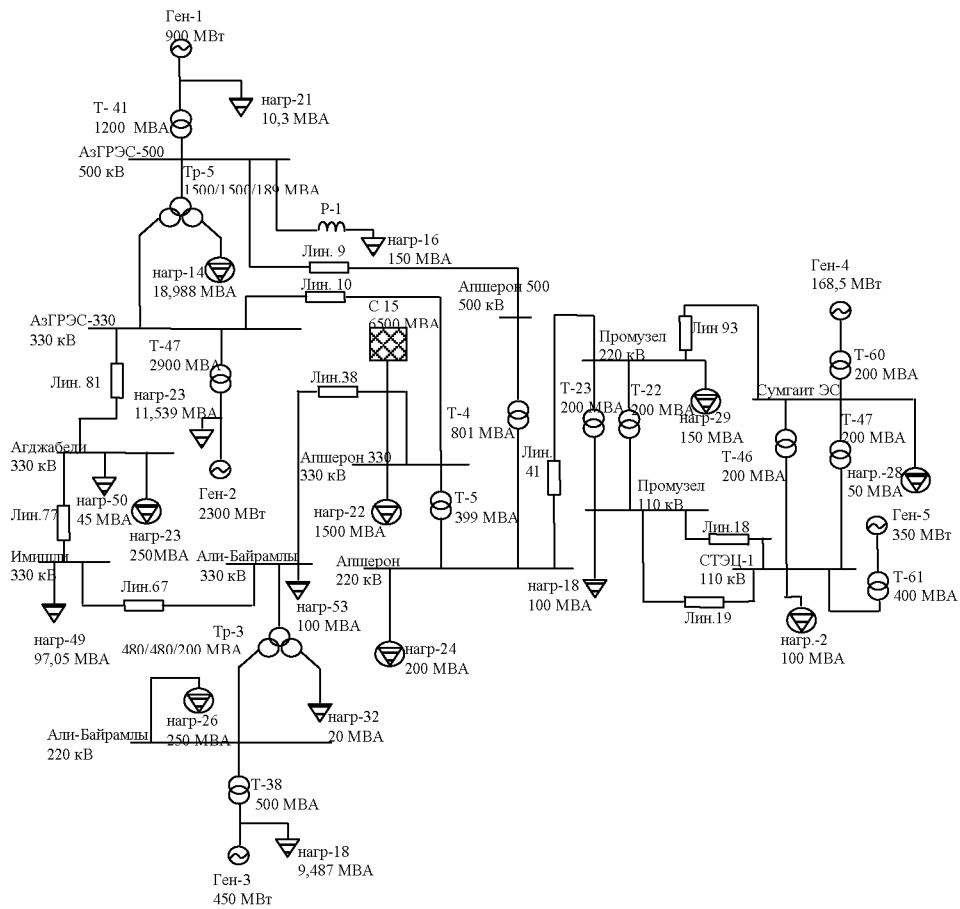 Ген-1
900 МВт
нагр-21
10,3 МВА
Т- 41
1200 МВА
АзГРЭС-500
500 кВ
Тр-5
1500/1500/189 МВА
Р-1
нагр-16
150 МВА
Лин. 9
нагр-14
18,988 МВА
Лин. 10
Апшерон 500
500 кВ
Ген-4
168,5 МВт
С 15
6500 МВА
АзГРЭС-330
330 кВ
Т-47
2900 МВА
Лин 93
Промузел
220 кВ
Т-60
200 МВА
Лин. 81
Лин.38
нагр-23
11,539 МВА
Т-4
801 МВА
Т-23
200 МВА
Т-22
200 МВА
Сумгаит ЭС
нагр-29
150 МВА
Т-47
200 МВА
Т-46
200 МВА
Агджабеди
330 кВ
Апшерон 330
330 кВ
Лин.
41
нагр.-28
50 МВА
нагр-50
45 МВА
Ген-2
2300 МВт
Т-5
399 МВА
Промузел
110 кВ
Лин.77
нагр-23
250МВА
нагр-22
1500 МВА
Лин.18
Ген-5
350 МВт
Имишли
330 кВ
Али-Байрамлы
330 кВ
Апшерон
220 кВ
СТЭЦ-1
110 кВ
Т-61
400 МВА
Лин.67
нагр-18
100 МВА
нагр-53
100 МВА
Лин.19
нагр-49
97,05 МВА
Тр-3
480/480/200 МВА
нагр-24
200 МВА
нагр.-2
100 МВА
нагр-26
250 МВА
нагр-32
20 МВА
Али-Байрамлы
220 кВ
Т-38
500 МВА
нагр-18
9,487 МВА
Ген-3
450 МВт